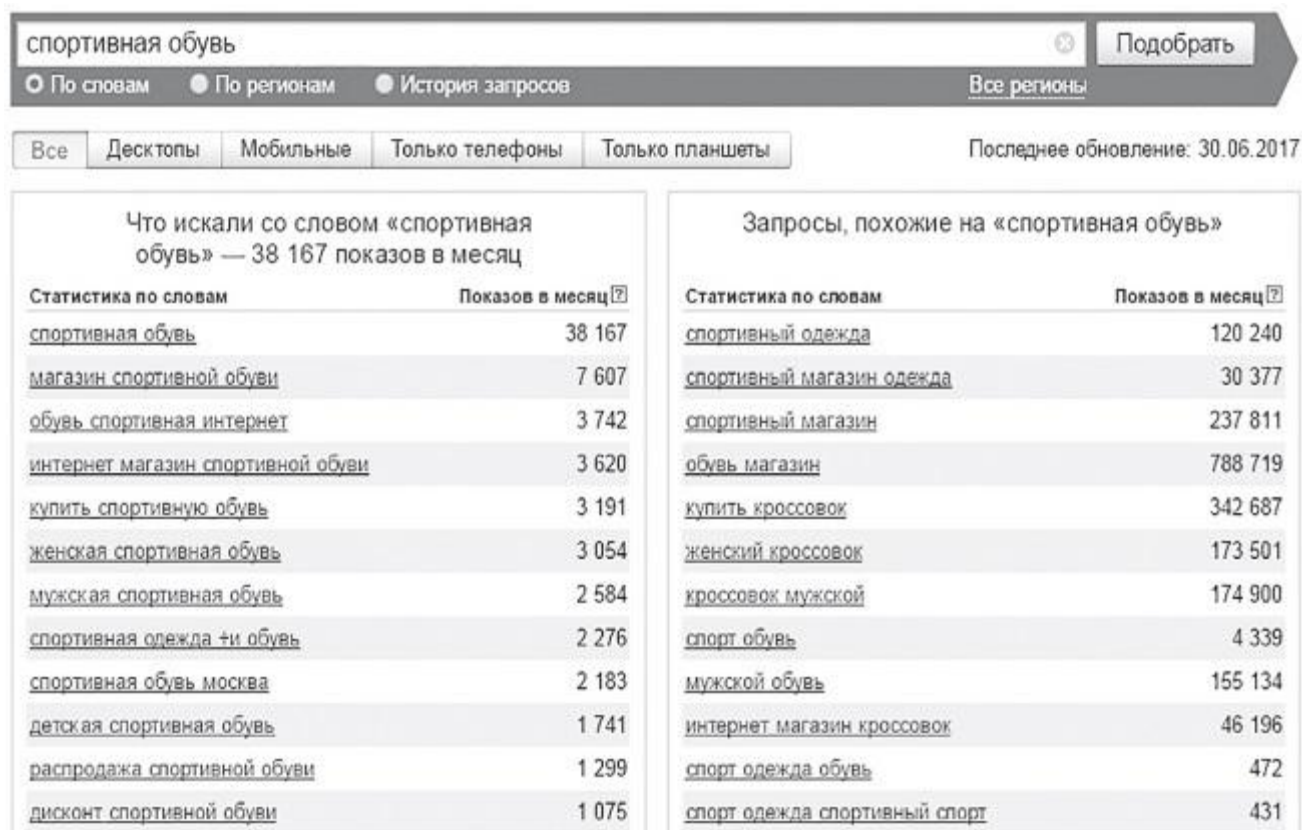 спортивная обувь
Подобрать
По словам По регионам История запросов Все регионы
Все Десктопы Мобильные Только телефоны Только планшеты Последнее обновление: 30.06.2017
Что искали со словом «спортивная
обувь» — 38 167 показов в месяц
Статистика по словам Показов в месяц ?
спортивная обувь 38 167
магазин спортивной обуви 7 607
обувь спортивная интернет 3 742
интернет магазин спортивной обуви 3 620
купить спортивную обувь 3 191
женская спортивная обувь 3 054
мужская спортивная обувь 2 584
спортивная одежда +и обувь 2 276
спортивная обувь москва 2 183
детская спортивная обувь 1 741
распродажа спортивной обуви 1 299
дисконт спортивной обуви 1 075
Запросы, похожие на «спортивная обувь»
Статистика по словам Показов в месяц ?
спортивный одежда 120 240
спортивный магазин одежда 30 377
спортивный магазин 237 811
обувь магазин 788 719
купить кроссовок 342 687
женский кроссовок 173 501
кроссовок мужской 174 900
спорт обувь 4 339
мужской обувь 155 134
интернет магазин кроссовок 46 196
спорт одежда обувь 472
спорт одежда спортивный спорт 431